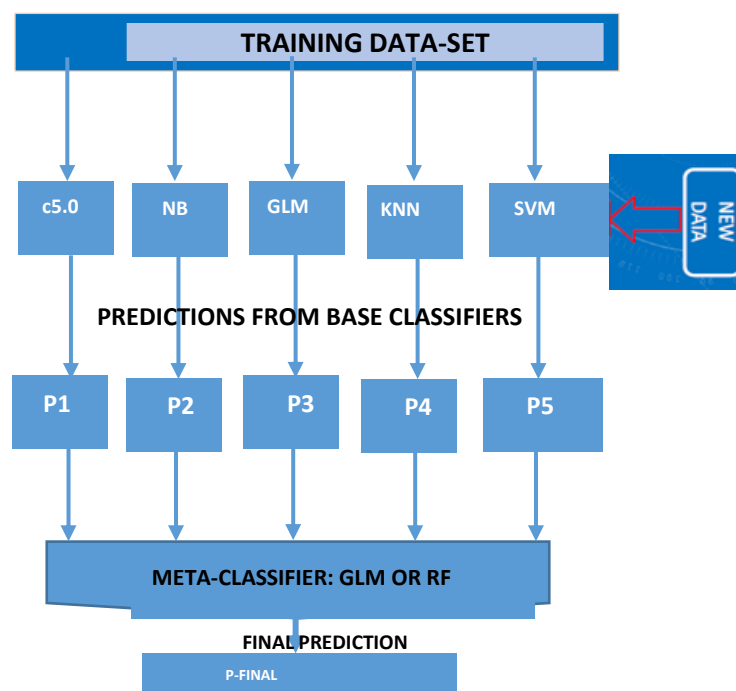 TRAINING DATA-SET
c5.0
NB
GLM
KNN
SVM
NEW
DATA
PREDICTIONS FROM BASE CLASSIFIERS
P1
P2
P3
P4
P5
META-CLASSIFIER: GLM OR RF
FINAL PREDICTION
P-FINAL